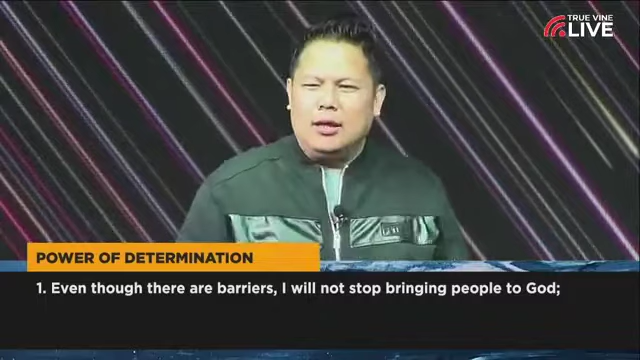 TRUE VINE
LIVE
POWER OF DETERMINATION
1. Even though there are barriers, I will not stop bringing people to God;